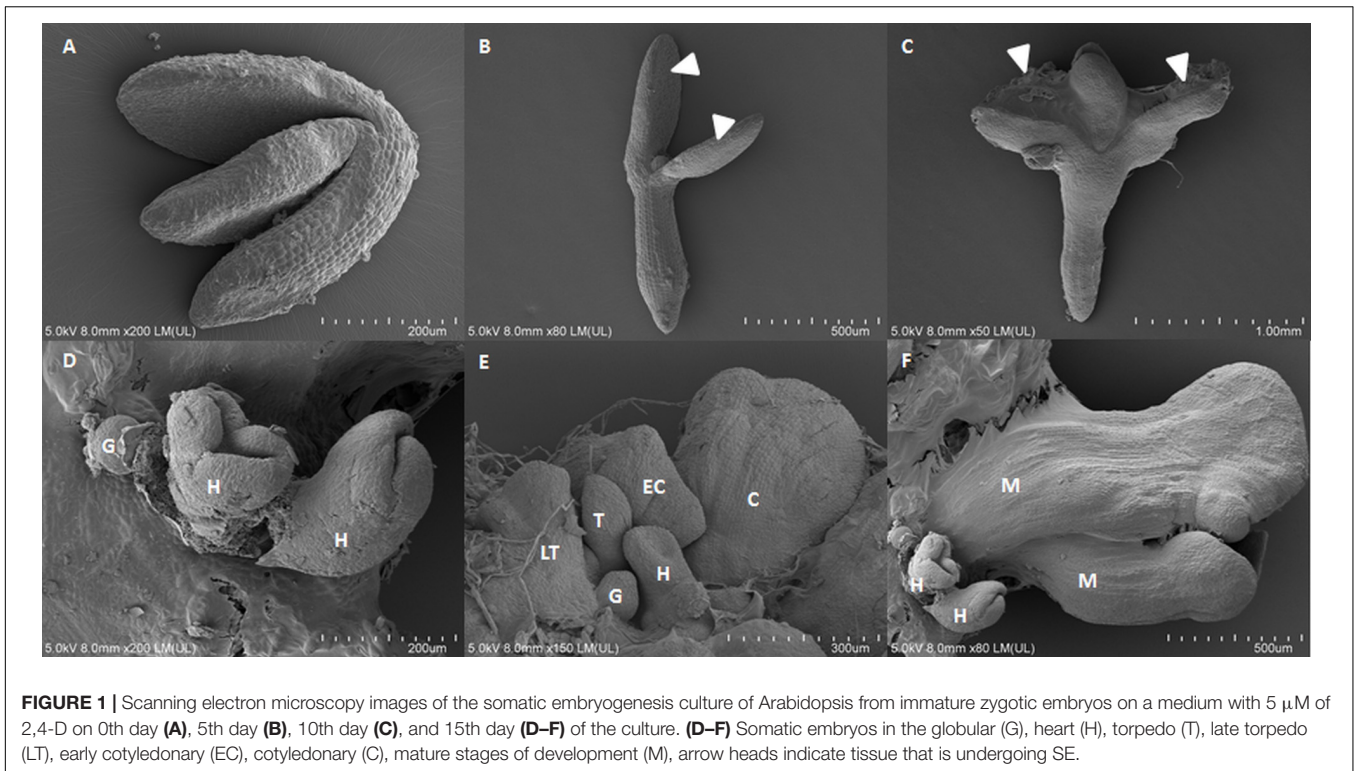 A
B
C
5.0kV 8.0mm x200 LM(UL) 200um
5.0kV 8.0mm x80 LM(UL) 500um
5.0kV 8.0mm x50 LM(UL) 1.00mm
D
G
H
H
5.0kV 8.0mm x200 LM(UL) 200um
E
LT
T
EC
C
H
G
5.0kV 8.0mm x150 LM(UL) 300um
F
M
M
H
H
5.0kV 8.0mm x80 LM(UL) 500um
FIGURE 1 | Scanning electron microscopy images of the somatic embryogenesis culture of Arabidopsis from immature zygotic embryos on a medium with 5 μM of
2,4-D on 0th day (A), 5th day (B), 10th day (C), and 15th day (D–F) of the culture. (D–F) Somatic embryos in the globular (G), heart (H), torpedo (T), late torpedo
(LT), early cotyledonary (EC), cotyledonary (C), mature stages of development (M), arrow heads indicate tissue that is undergoing SE.